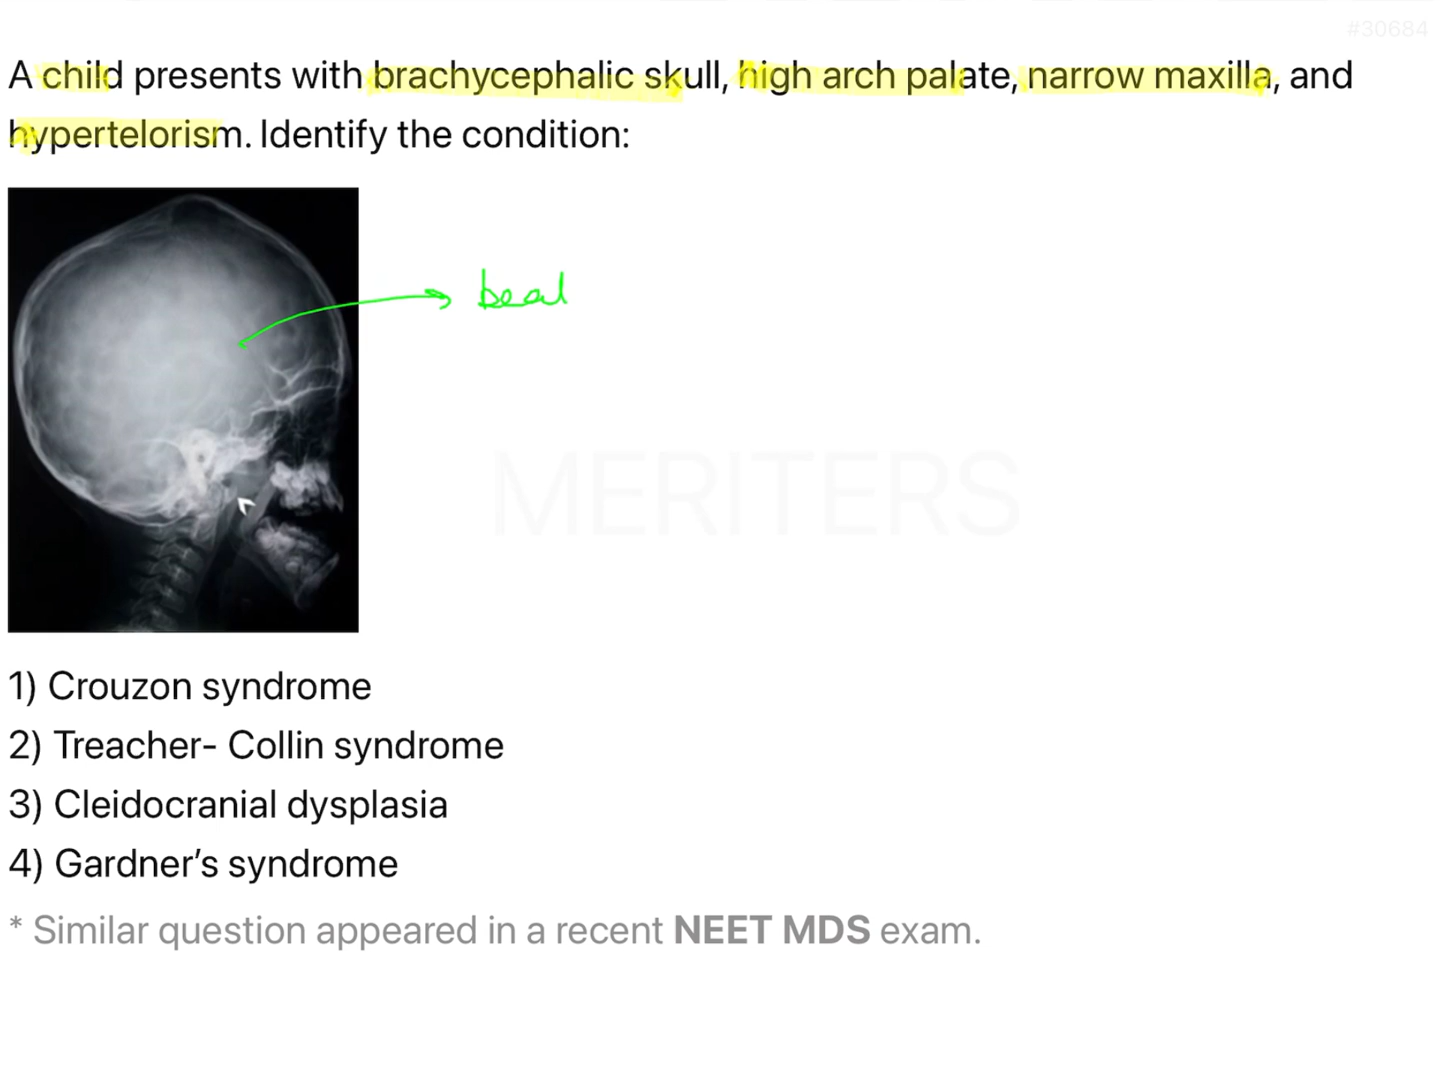 #30684
A child presents with brachycephalic skull, high arch palate, narrow maxilla, and
hypertelorism. Identify the condition:
MERITERS
1) Crouzon syndrome
2) Treacher- Collin syndrome
3) Cleidocranial dysplasia
4) Gardner’s syndrome
* Similar question appeared in a recent NEET MDS exam.